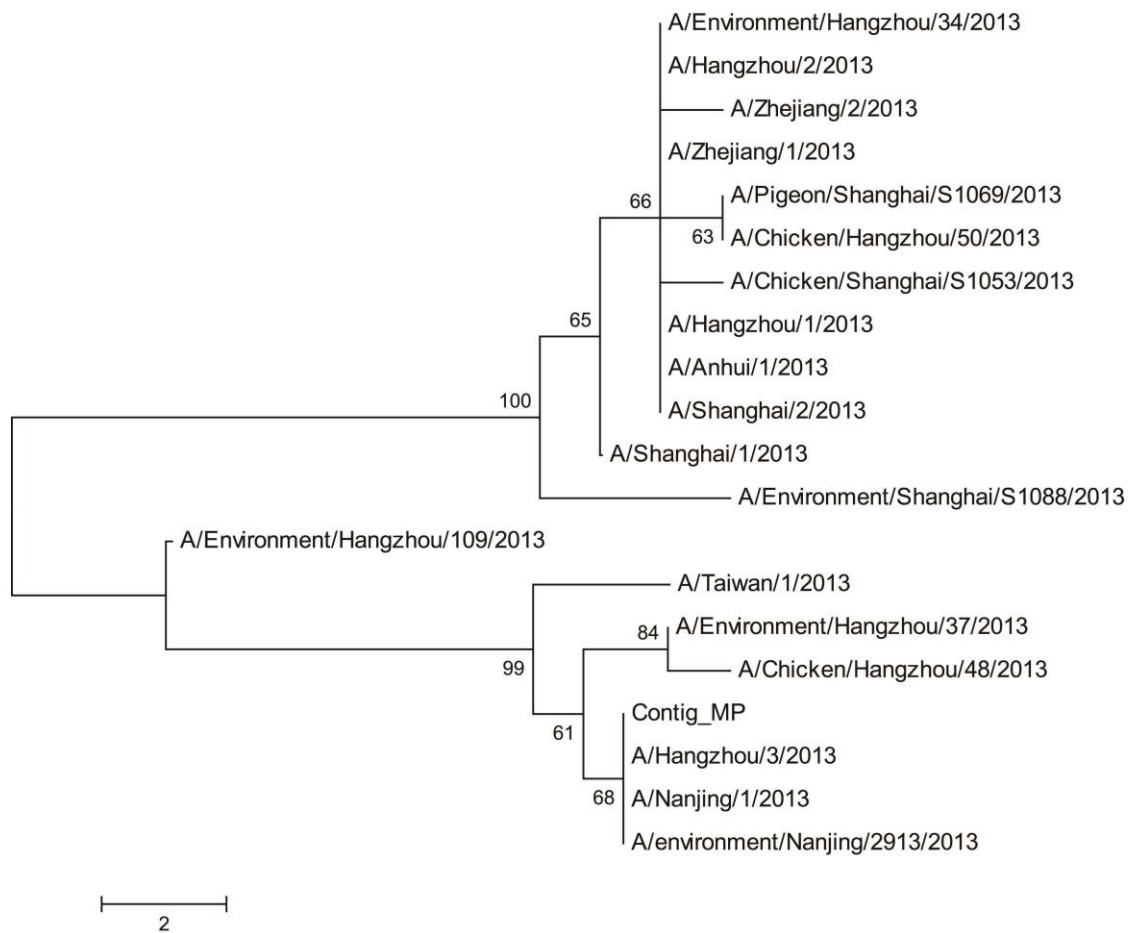 A/Environment/Hangzhou/34/2013
A/Hangzhou/2/2013
A/Zhejiang/2/2013
A/Zhejiang/1/2013
A/Pigeon/Shanghai/S1069/2013
66
63
A/Chicken/Hangzhou/50/2013
A/Chicken/Shanghai/S1053/2013
65
A/Hangzhou/1/2013
A/Anhui/1/2013
100
A/Shanghai/2/2013
A/Shanghai/1/2013
A/Environment/Shanghai/S1088/2013
A/Environment/Hangzhou/109/2013
A/Taiwan/1/2013
84
A/Environment/Hangzhou/37/2013
99
A/Chicken/Hangzhou/48/2013
Contig_MP
61
A/Hangzhou/3/2013
68
A/Nanjing/1/2013
A/environment/Nanjing/2913/2013
2